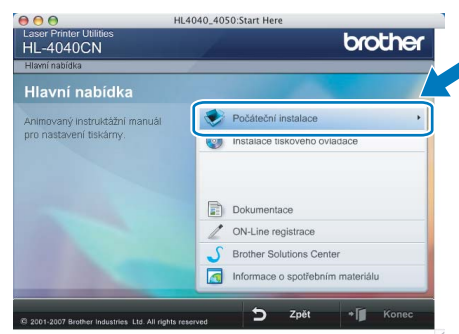 HL4040_4050:Start Here
Laser Printer Utilities
HL-4040CN
brother
Hlavní nabídka
Hlavní nabídka
Animovaný instruktážní manuál
pro nastavení tiskárny.
Počáteční instalace
Instalace tiskového ovladače
Dokumentace
ON-Line registrace
Brother Solutions Center
Informace o spotřebním materiálu
© 2001-2007 Brother Industries Ltd. All rights reserved
Zpět
Konec